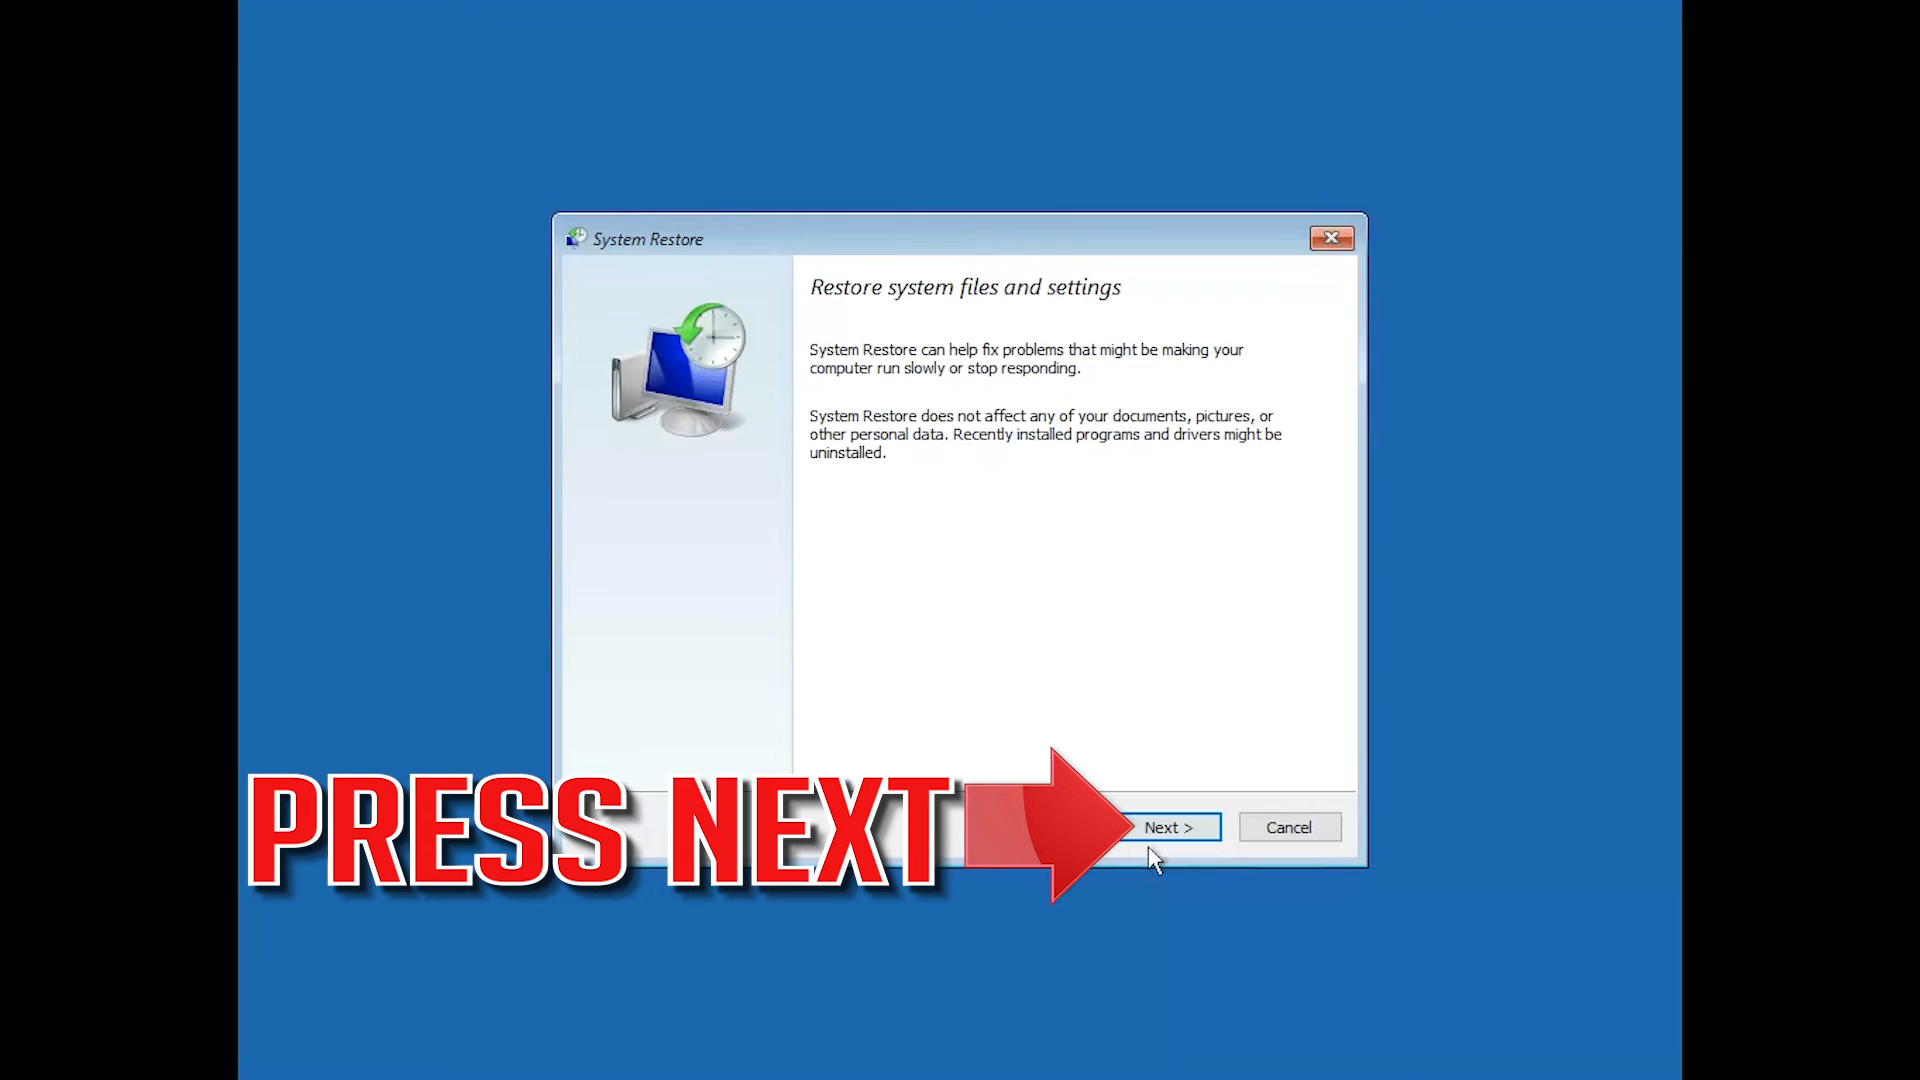 System Restore
Restore system files and settings
System Restore can help fix problems that might be making your
computer run slowly or stop responding.
System Restore does not affect any of your documents, pictures, or
other personal data. Recently installed programs and drivers might be
uninstalled.
PRESS NEXT
Next >
Cancel